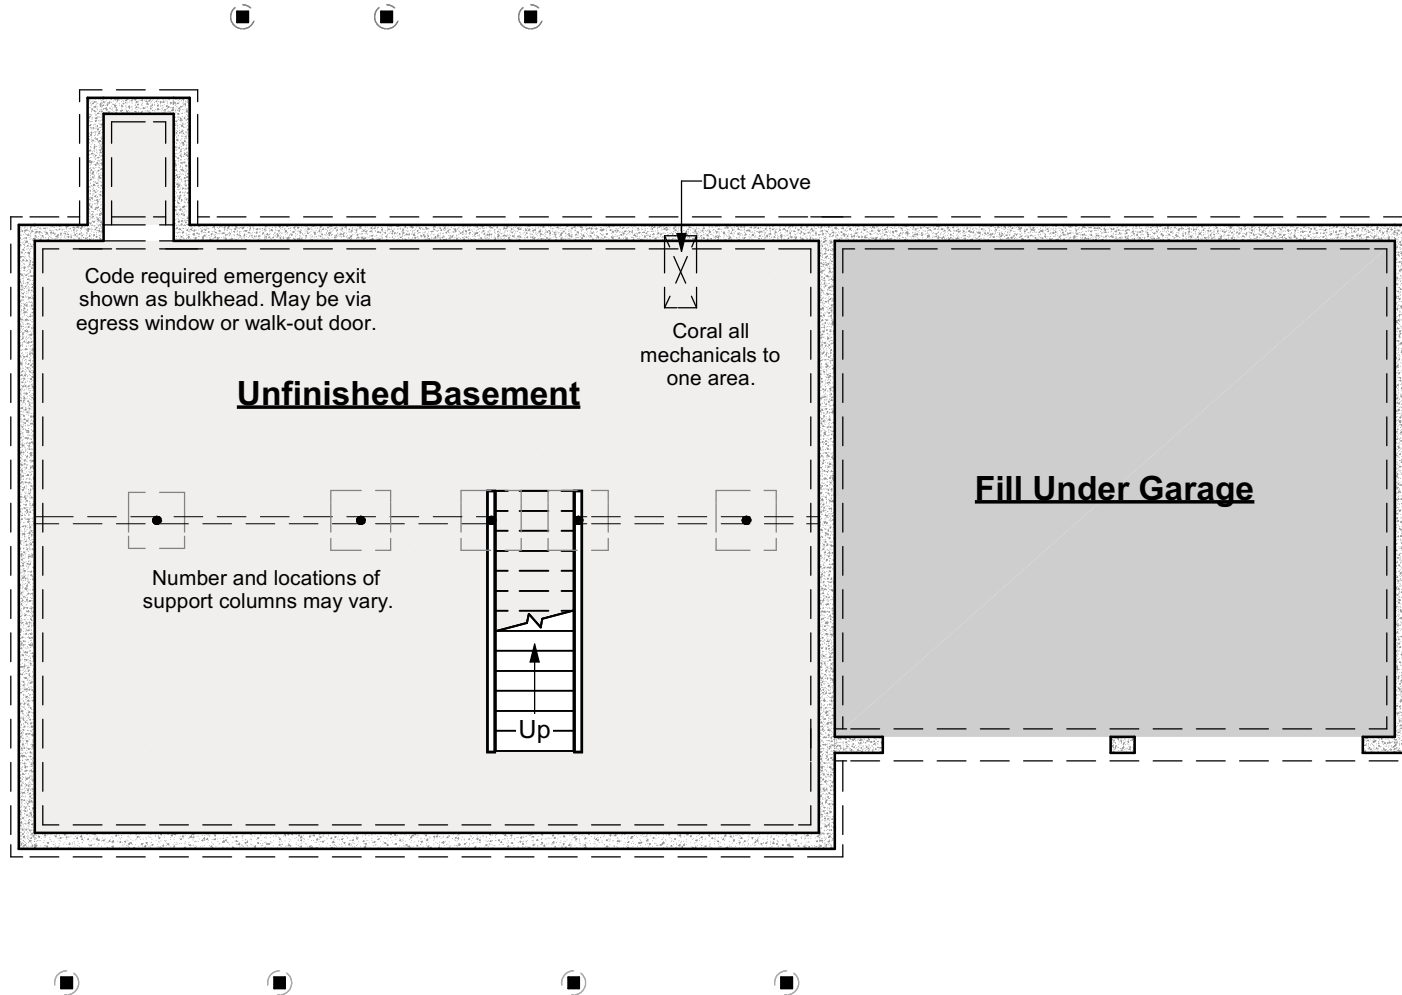 Duct Above
Code required emergency exit
shown as bulkhead. May be via
egress window or walk-out door.
Coral all
mechanicals to
one area.
Unfinished Basement
Fill Under Garage
Number and locations of
support columns may vary.
Up